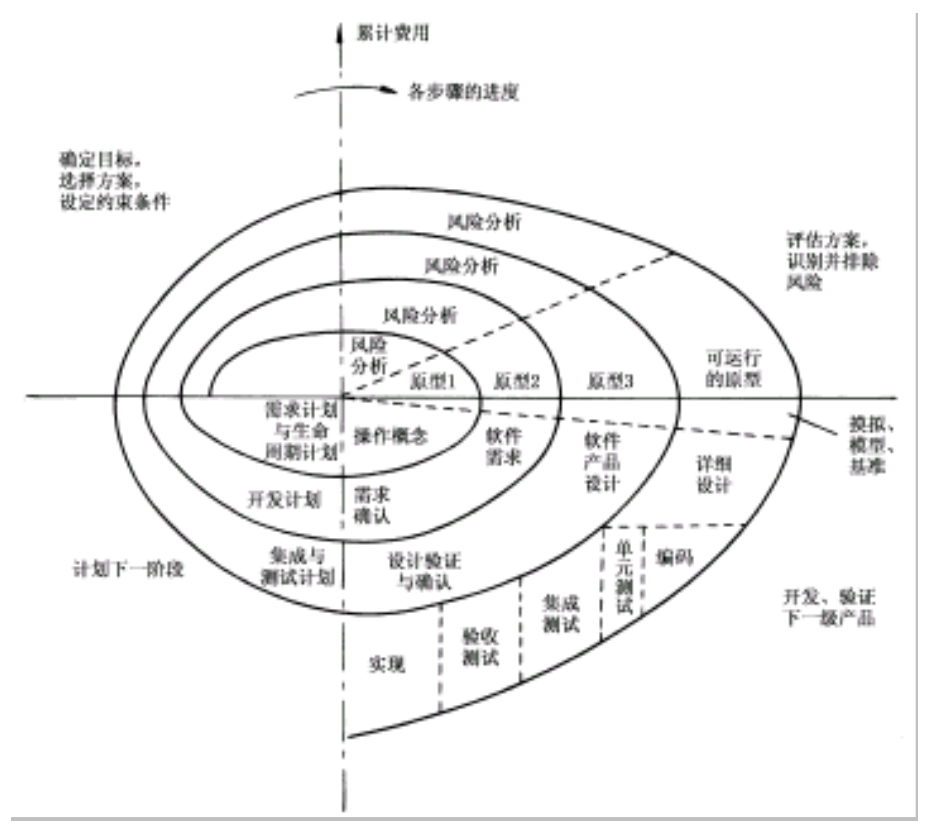 累计费用
各步骤的进度
确定目标，
选择方案，
设定约束条件
风险分析
评估方案，
识别并排除
风险
风险分析
风险分析
风险
分析
可运行
的原型
原型1
原型2
原型3
需求计划
与生命
周期计划
操作概念
软件
需求
软件
产品
设计
摸拟、
模型、
基准
详细
设计
开发计划
需求
确认
集成与
测试计划
设计验证
与确认
单
元
测
试
编码
计划下一阶段
开发、验证
下一级产品
集成
测试
验收
测试
实现